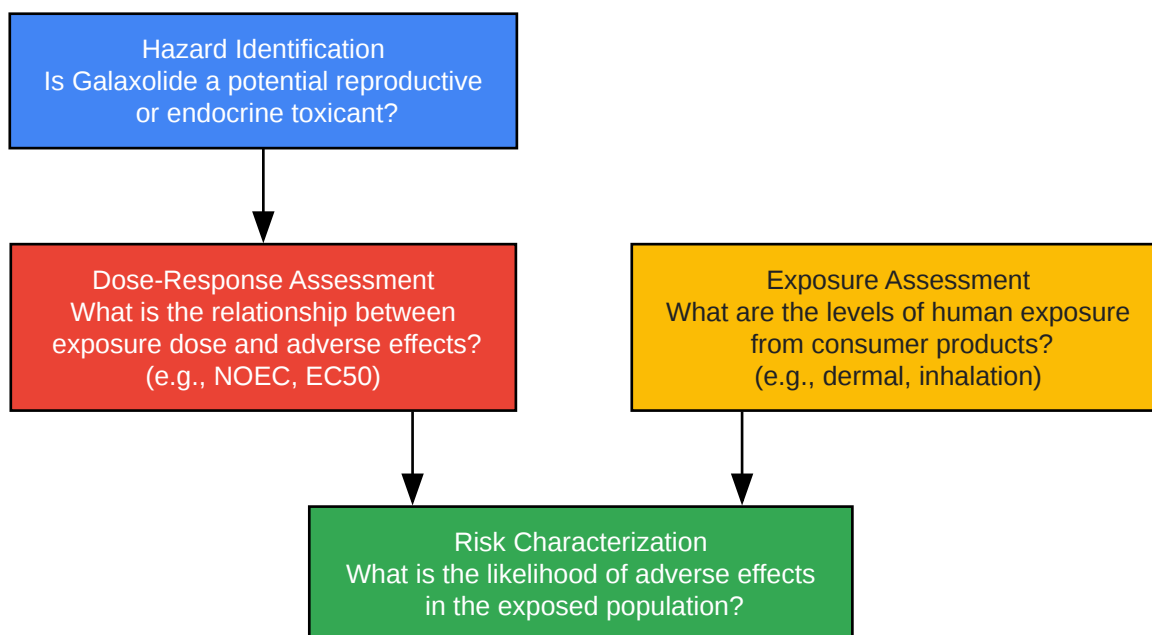 Hazard Identification
Is Galaxolide a potential reproductive
or endocrine toxicant?
Dose-Response Assessment
What is the relationship between
exposure dose and adverse effects?
(e.g., NOEC, EC50)
Exposure Assessment
What are the levels of human exposure
from consumer products?
(e.g., dermal, inhalation)
Risk Characterization
What is the likelihood of adverse effects
in the exposed population?